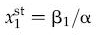 x₁ˢᵗ = β₁/α